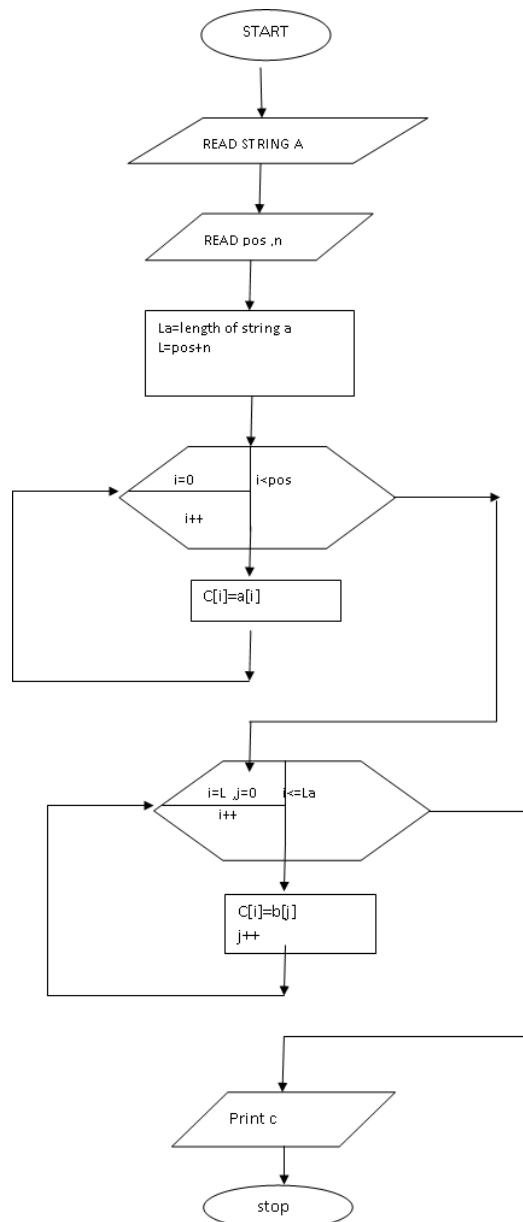 START
READ STRING A
READ pos ,n
La=length of string a
L=pos+n
i=0 i<pos
i++
C[i]=a[i]
i=L ,j=0 i<=La
i++
C[i]=b[j]
j++
Print c
stop